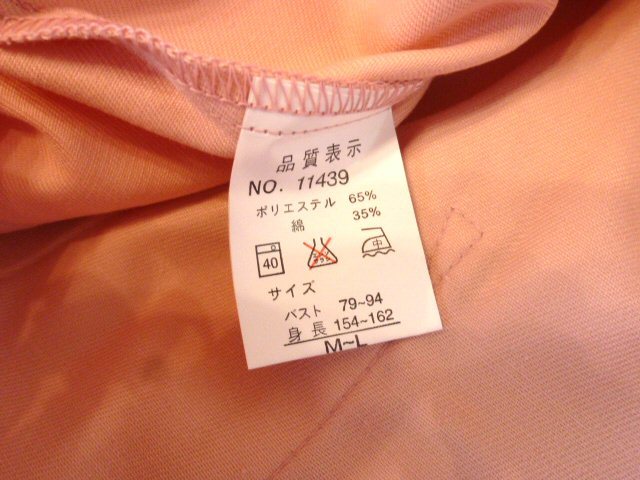 品質表示
NO. 11439
ポリエステル 65%
綿 35%
40 中
サイズ
バスト 79~94
身長 154~162
M~L